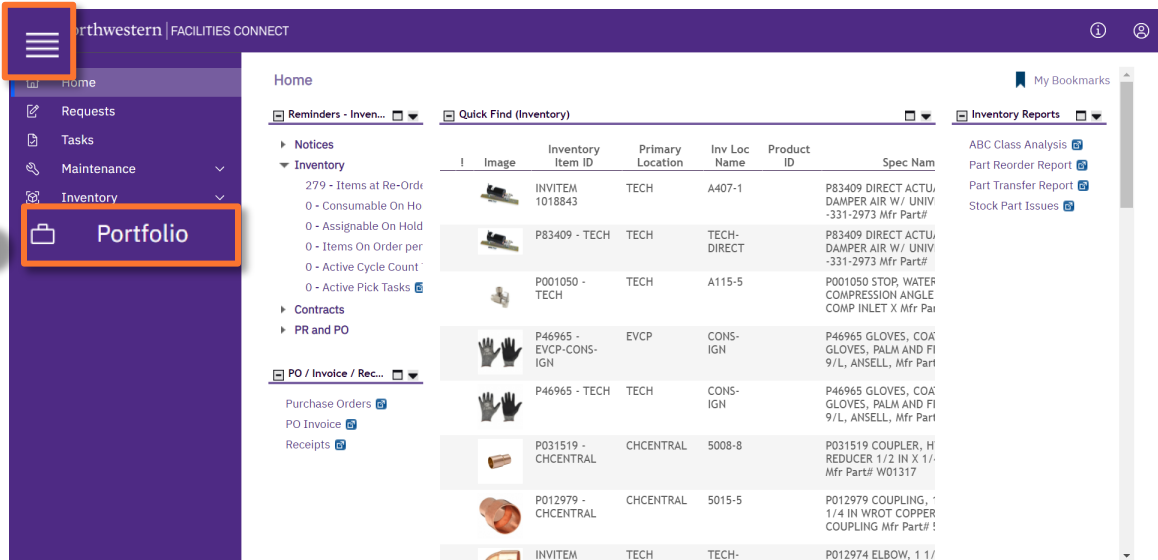 rthwestern | FACILITIES CONNECT
Home
Requests
Tasks
Maintenance
Inventory
Portfolio
Home
My Bookmarks
Reminders - Inven...
Notices
Inventory
279 - Items at Re-Orde
0 - Consumable On Ho
0 - Assignable On Hold
0 - Items On Order per
0 - Active Cycle Count
0 - Active Pick Tasks
Contracts
PR and PO
PO / Invoice / Rec...
Purchase Orders
PO Invoice
Receipts
Quick Find (Inventory)
! Image Inventory Item ID Primary Location Inv Loc Name Product ID Spec Nam
INVITEM TECH A407-1 P83409 DIRECT ACTU
1018843 DAMPER AIR W/ UNIV
-331-2973 Mfr Part#
P83409 - TECH TECH TECH- P83409 DIRECT ACTU
DIRECT DAMPER AIR W/ UNIV
-331-2973 Mfr Part#
P001050 - TECH A115-5 P001050 STOP, WATER
TECH COMPRESSION ANGLE
COMP INLET X Mfr Par
P46965 - EVCP CONS- P46965 GLOVES, COA
EVCP-CONS- IGN GLOVES, PALM AND FI
IGN 9/L, ANSELL, Mfr Part
P46965 - TECH TECH CONS- P46965 GLOVES, COA
IGN GLOVES, PALM AND FI
9/L, ANSELL, Mfr Part
P031519 - CHCENTRAL 5008-8 P031519 COUPLER, H
CHCENTRAL REDUCER 1/2 IN X 1/
Mfr Part# W01317
P012979 - CHCENTRAL 5015-5 P012979 COUPLING, 1
CHCENTRAL 1/4 IN WROT COPPER
COUPLING Mfr Part#
INVITEM TECH TECH- P012974 ELBOW, 1 1/
Inventory Reports
ABC Class Analysis
Part Reorder Report
Part Transfer Report
Stock Part Issues